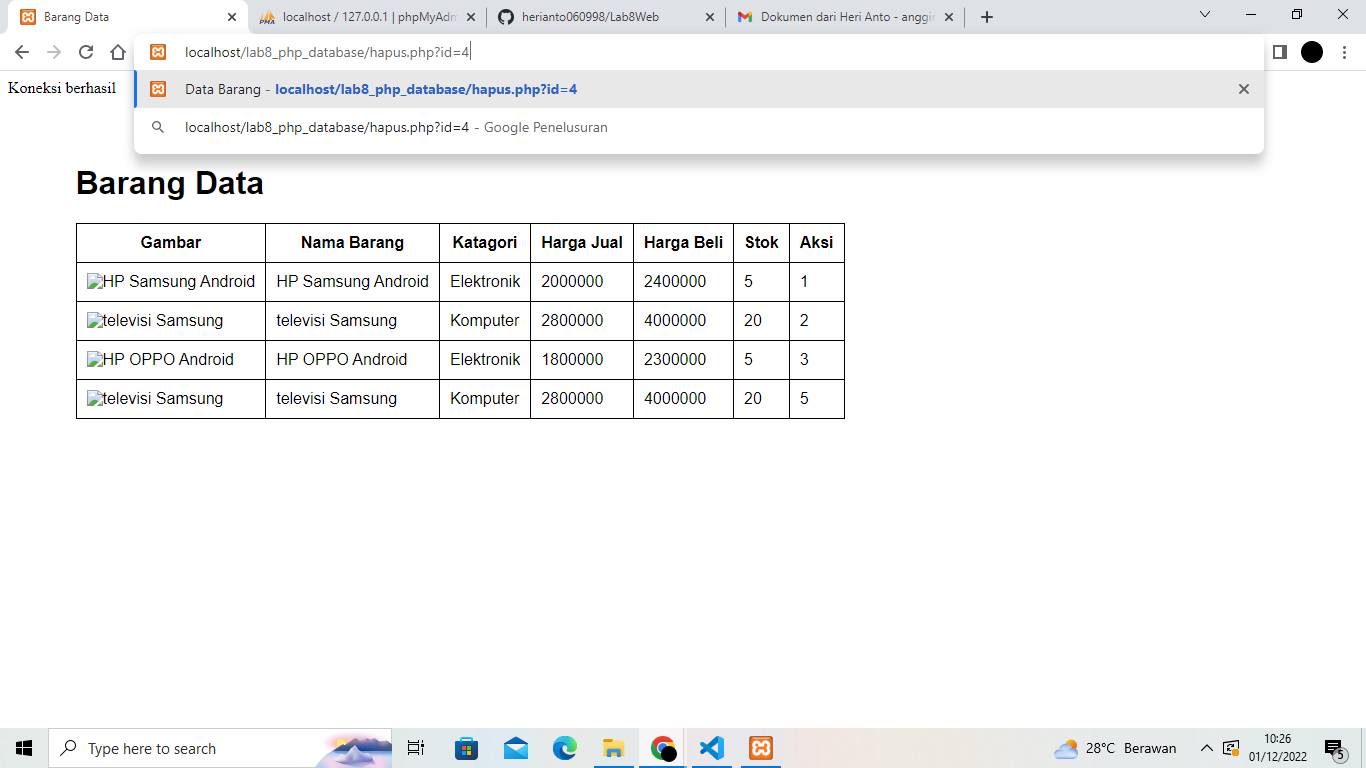 Barang Data
localhost / 127.0.0.1 | phpMyAdm
herianto060998/Lab8Web
Dokumen dari Heri Anto - anggir
localhost/lab8_php_database/hapus.php?id=4
Data Barang - localhost/lab8_php_database/hapus.php?id=4
localhost/lab8_php_database/hapus.php?id=4 - Google Penelusuran
Koneksi berhasil
Barang Data
Gambar Nama Barang Katagori Harga Jual Harga Beli Stok Aksi
HP Samsung Android HP Samsung Android Elektronik 2000000 2400000 5 1
televisi Samsung televisi Samsung Komputer 2800000 4000000 20 2
HP OPPO Android HP OPPO Android Elektronik 1800000 2300000 5 3
televisi Samsung televisi Samsung Komputer 2800000 4000000 20 5
Type here to search
28°C Berawan
10:26
01/12/2022
5